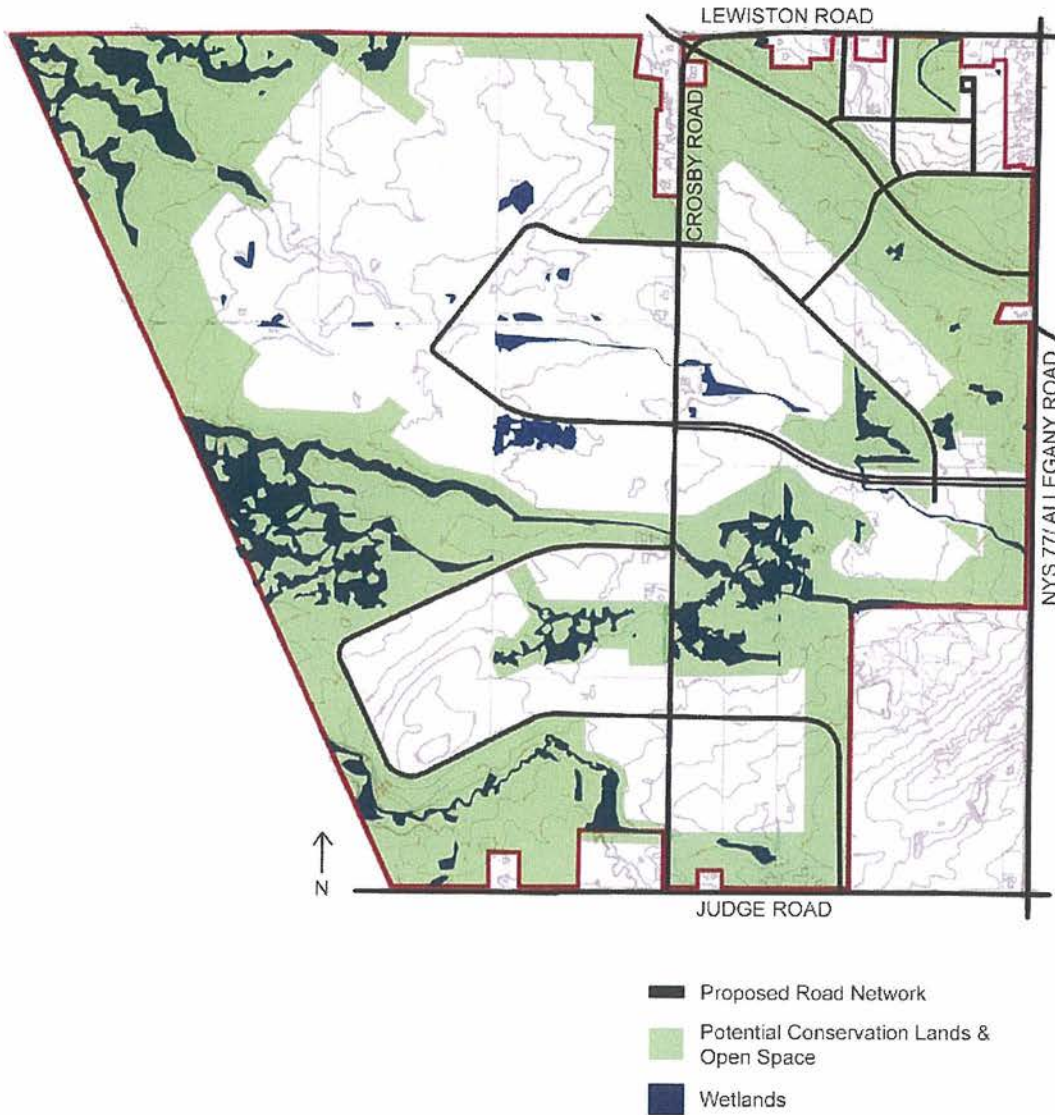 LEWISTON ROAD
CROSBY ROAD
NYS 77/ ALLEGANY ROAD
N
JUDGE ROAD
Proposed Road Network
Potential Conservation Lands &
Open Space
Wetlands